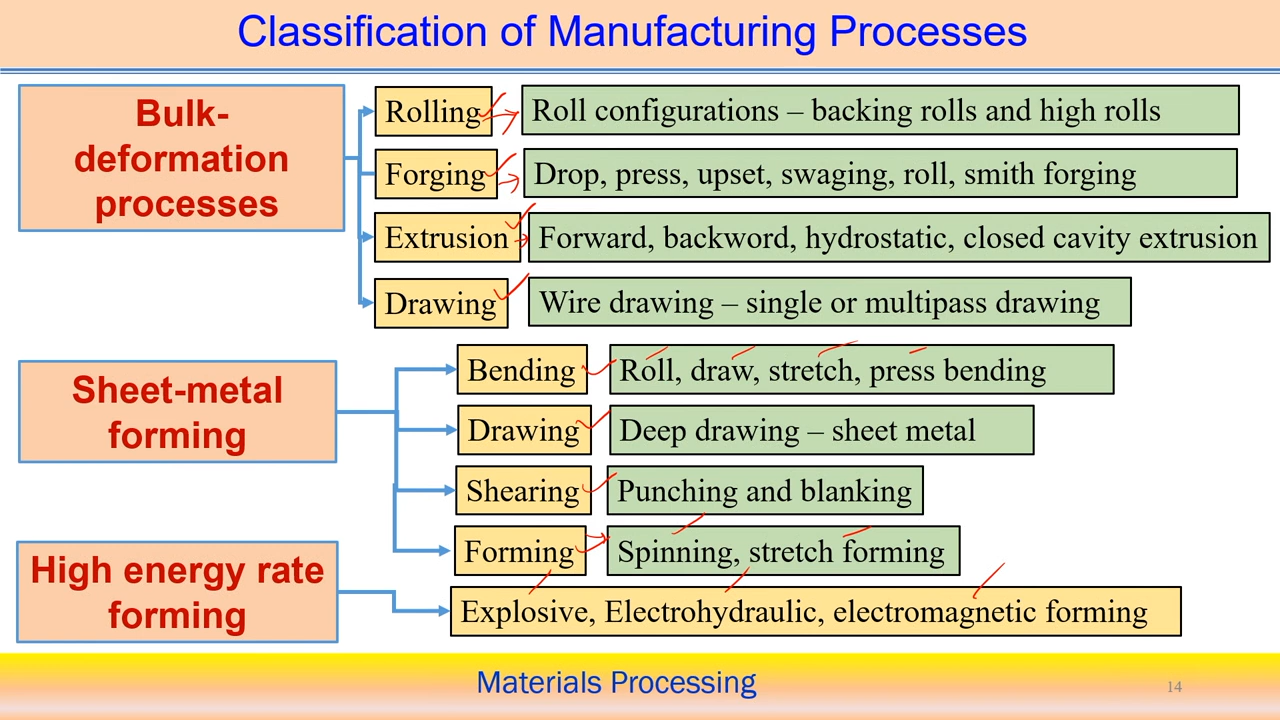 Classification of Manufacturing Processes
Bulk-
deformation
processes
Rolling
Roll configurations – backing rolls and high rolls
Forging
Drop, press, upset, swaging, roll, smith forging
Extrusion
Forward, backword, hydrostatic, closed cavity extrusion
Drawing
Wire drawing – single or multipass drawing
Sheet-metal
forming
Bending
Roll, draw, stretch, press bending
Drawing
Deep drawing – sheet metal
Shearing
Punching and blanking
Forming
Spinning, stretch forming
High energy rate
forming
Explosive, Electrohydraulic, electromagnetic forming
Materials Processing
14